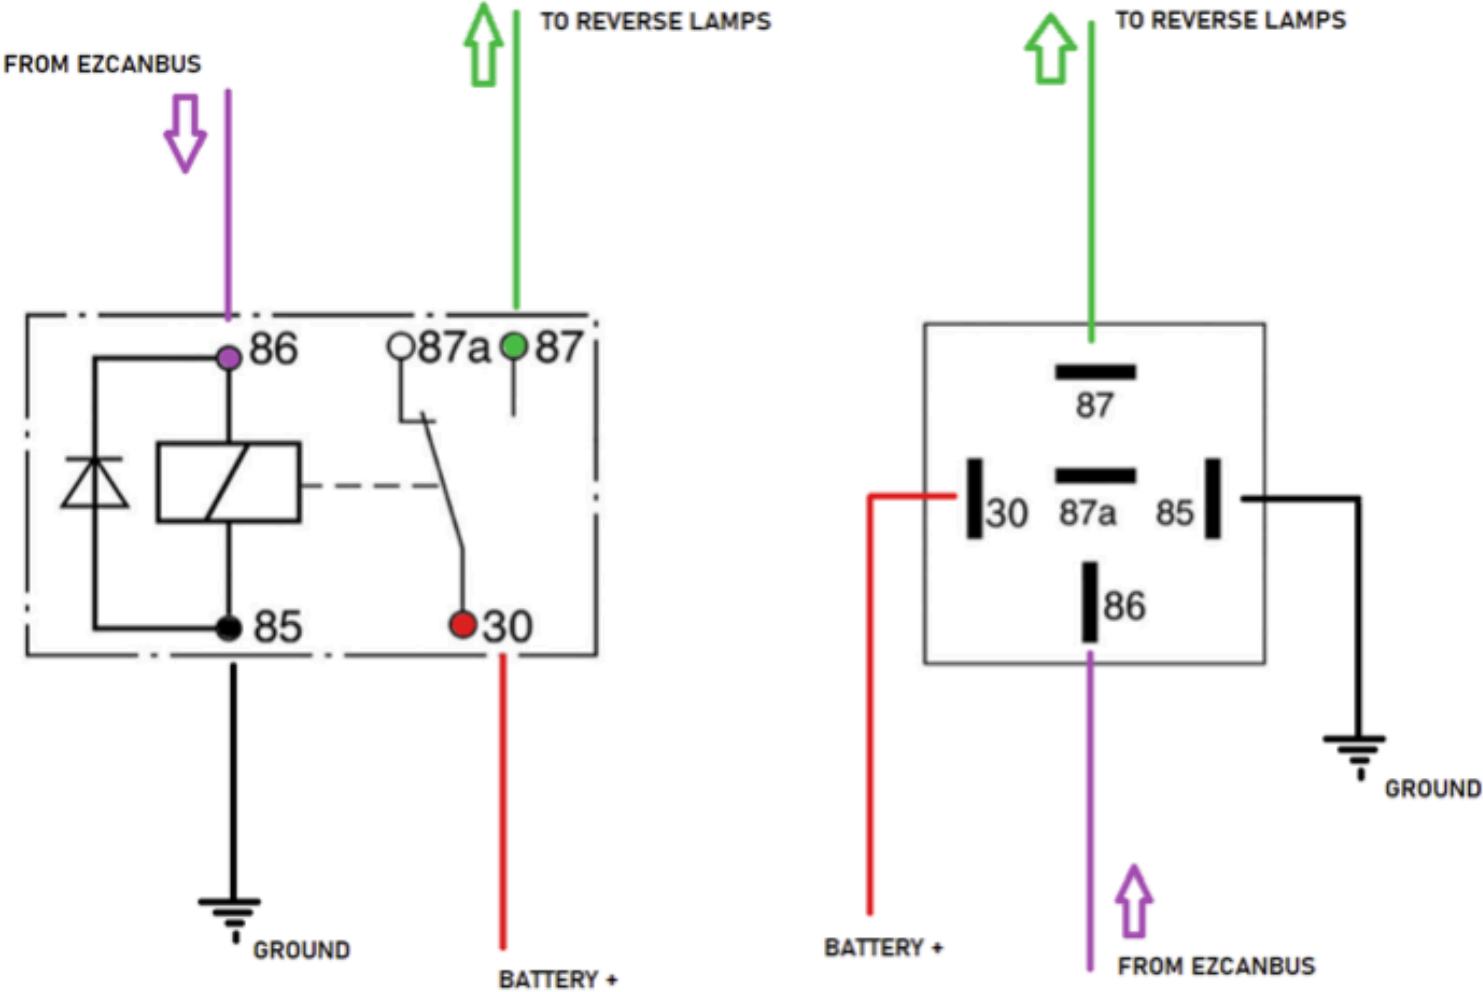 TO REVERSE LAMPS
FROM EZCANBUS
86
87a
87
85
30
GROUND
BATTERY +
TO REVERSE LAMPS
87
30
87a
85
86
GROUND
BATTERY +
FROM EZCANBUS